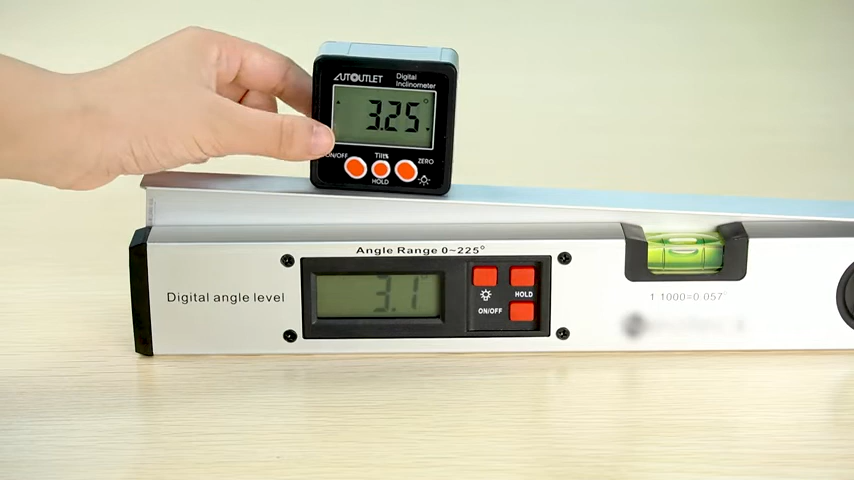 AUTOUTLET
Digital
Inclinometer
3.25°
ON/OFF
Tilt%
ZERO
HOLD
Angle Range 0~225°
Digital angle level
3.1°
HOLD
ON/OFF
1 1000=0.057°